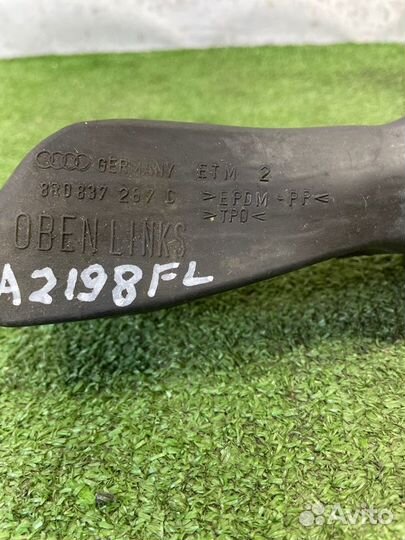 GERMANY ETM 2
8R0 837 267 D >EPDM-PP<
>TPO<
OBEN LINKS
A2198FL
Avito